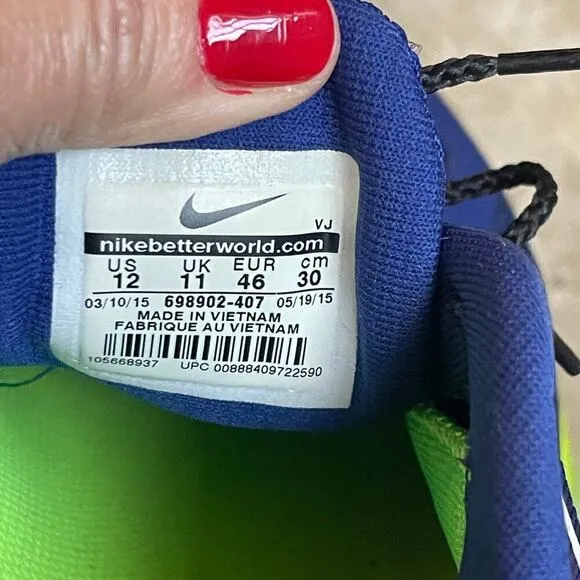 VJ
nikebetterworld.com
US UK EUR cm
12 11 46 30
03/10/15 698902-407 05/19/15
MADE IN VIETNAM
FABRIQUE AU VIETNAM
105668937 UPC 00888409722590